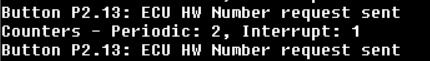 Button P2.13: ECU HW Number request sent
Counters - Periodic: 2, Interrupt: 1
Button P2.13: ECU HW Number request sent